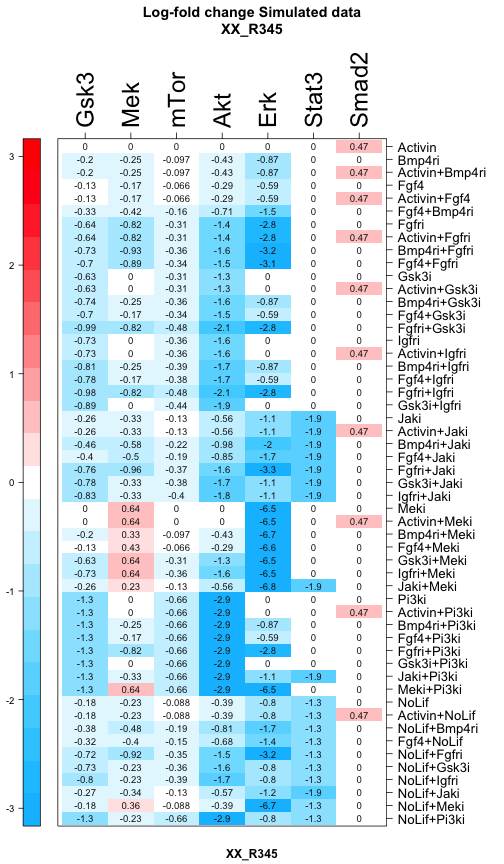 Log-fold change Simulated data
XX_R345
Gsk3 Mek mTor Akt Erk Stat3 Smad2
3
2
1
0
-1
-2
-3
0 0 0 0 0 0 0.47 Activin
-0.2 -0.25 -0.097 -0.43 -0.87 0 0 Bmp4ri
-0.2 -0.25 -0.097 -0.43 -0.87 0 0.47 Activin+Bmp4ri
-0.13 -0.17 -0.066 -0.29 -0.59 0 0 Fgf4
-0.13 -0.17 -0.066 -0.29 -0.59 0 0.47 Activin+Fgf4
-0.33 -0.42 -0.16 -0.71 -1.5 0 0 Fgf4+Bmp4ri
-0.64 -0.82 -0.31 -1.4 -2.8 0 0 Fgfri
-0.64 -0.82 -0.31 -1.4 -2.8 0 0.47 Activin+Fgfri
-0.73 -0.93 -0.36 -1.6 -3.2 0 0 Bmp4ri+Fgfri
-0.7 -0.89 -0.34 -1.5 -3.1 0 0 Fgf4+Fgfri
-0.63 0 -0.31 -1.3 0 0 0 Gsk3i
-0.63 0 -0.31 -1.3 0 0 0.47 Activin+Gsk3i
-0.74 -0.25 -0.36 -1.6 -0.87 0 0 Bmp4ri+Gsk3i
-0.7 -0.17 -0.34 -1.5 -0.59 0 0 Fgf4+Gsk3i
-0.99 -0.82 -0.48 -2.1 -2.8 0 0 Fgfri+Gsk3i
-0.73 0 -0.36 -1.6 0 0 0 Igfri
-0.73 0 -0.36 -1.6 0 0 0.47 Activin+Igfri
-0.81 -0.25 -0.39 -1.7 -0.87 0 0 Bmp4ri+Igfri
-0.78 -0.17 -0.38 -1.7 -0.59 0 0 Fgf4+Igfri
-0.98 -0.82 -0.48 -2.1 -2.8 0 0 Fgfri+Igfri
-0.89 0 -0.44 -1.9 0 0 0 Gsk3i+Igfri
-0.26 -0.33 -0.13 -0.56 -1.1 -1.9 0 Jaki
-0.26 -0.33 -0.13 -0.56 -1.1 -1.9 0.47 Activin+Jaki
-0.46 -0.58 -0.22 -0.98 -2 -1.9 0 Bmp4ri+Jaki
-0.4 -0.5 -0.19 -0.85 -1.7 -1.9 0 Fgf4+Jaki
-0.76 -0.96 -0.37 -1.6 -3.3 -1.9 0 Fgfri+Jaki
-0.78 -0.33 -0.38 -1.7 -1.1 -1.9 0 Gsk3i+Jaki
-0.83 -0.33 -0.4 -1.8 -1.1 -1.9 0 Igfri+Jaki
0 0.64 0 0 -6.5 0 0 Meki
0 0.64 0 0 -6.5 0 0.47 Activin+Meki
-0.2 0.33 -0.097 -0.43 -6.7 0 0 Bmp4ri+Meki
-0.13 0.43 -0.066 -0.29 -6.6 0 0 Fgf4+Meki
-0.63 0.64 -0.31 -1.3 -6.5 0 0 Gsk3i+Meki
-0.73 0.64 -0.36 -1.6 -6.5 0 0 Igfri+Meki
-0.26 0.23 -0.13 -0.56 -6.8 -1.9 0 Jaki+Meki
-1.3 0 -0.66 -2.9 0 0 0 Pi3ki
-1.3 0 -0.66 -2.9 0 0 0.47 Activin+Pi3ki
-1.3 -0.25 -0.66 -2.9 -0.87 0 0 Bmp4ri+Pi3ki
-1.3 -0.17 -0.66 -2.9 -0.59 0 0 Fgf4+Pi3ki
-1.3 -0.82 -0.66 -2.9 -2.8 0 0 Fgfri+Pi3ki
-1.3 0 -0.66 -2.9 0 0 0 Gsk3i+Pi3ki
-1.3 -0.33 -0.66 -2.9 -1.1 -1.9 0 Jaki+Pi3ki
-1.3 0.64 -0.66 -2.9 -6.5 0 0 Meki+Pi3ki
-0.18 -0.23 -0.088 -0.39 -0.8 -1.3 0 NoLif
-0.18 -0.23 -0.088 -0.39 -0.8 -1.3 0.47 Activin+NoLif
-0.38 -0.48 -0.19 -0.81 -1.7 -1.3 0 NoLif+Bmp4ri
-0.32 -0.4 -0.15 -0.68 -1.4 -1.3 0 Fgf4+NoLif
-0.72 -0.92 -0.35 -1.5 -3.2 -1.3 0 NoLif+Fgfri
-0.73 -0.23 -0.36 -1.6 -0.8 -1.3 0 NoLif+Gsk3i
-0.8 -0.23 -0.39 -1.7 -0.8 -1.3 0 NoLif+Igfri
-0.27 -0.34 -0.13 -0.57 -1.2 -1.9 0 NoLif+Jaki
-0.18 0.36 -0.088 -0.39 -6.7 -1.3 0 NoLif+Meki
-1.3 -0.23 -0.66 -2.9 -0.8 -1.3 0 NoLif+Pi3ki
XX_R345